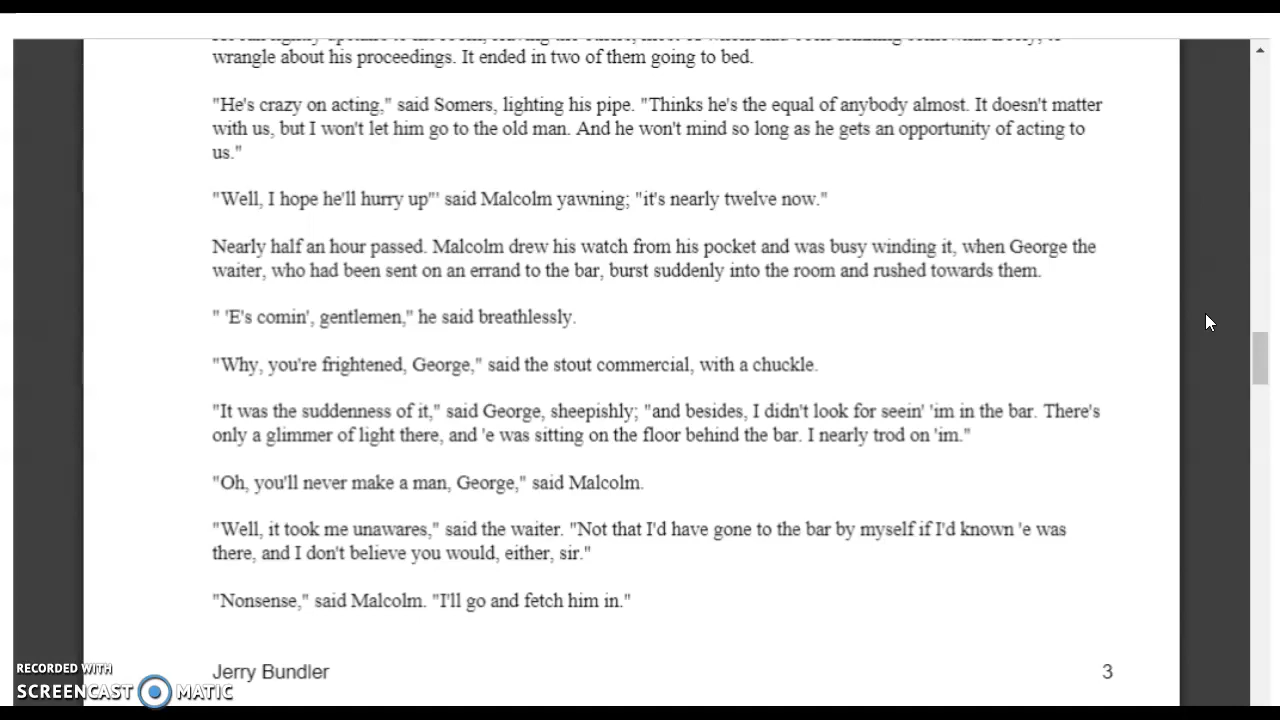 wrangle about his proceedings. It ended in two of them going to bed.
"He's crazy on acting," said Somers, lighting his pipe. "Thinks he's the equal of anybody almost. It doesn't matter
with us, but I won't let him go to the old man. And he won't mind so long as he gets an opportunity of acting to
us."
"Well, I hope he'll hurry up"' said Malcolm yawning; "it's nearly twelve now."
Nearly half an hour passed. Malcolm drew his watch from his pocket and was busy winding it, when George the
waiter, who had been sent on an errand to the bar, burst suddenly into the room and rushed towards them.
" 'E's comin', gentlemen," he said breathlessly.
"Why, you're frightened, George," said the stout commercial, with a chuckle.
"It was the suddenness of it," said George, sheepishly; "and besides, I didn't look for seein' 'im in the bar. There's
only a glimmer of light there, and 'e was sitting on the floor behind the bar. I nearly trod on 'im."
"Oh, you'll never make a man, George," said Malcolm.
"Well, it took me unawares," said the waiter. "Not that I'd have gone to the bar by myself if I'd known 'e was
there, and I don't believe you would, either, sir."
"Nonsense," said Malcolm. "I'll go and fetch him in."
Jerry Bundler 3
RECORDED WITH
SCREENCAST MATIC